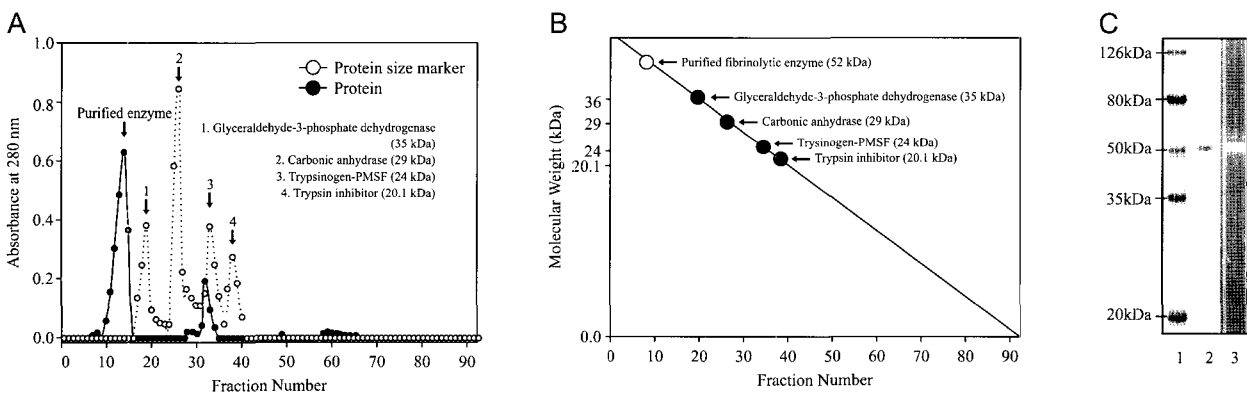 A
1.0
0.8
0.6
0.4
0.2
0.0
Absorbance at 280 nm
0 10 20 30 40 50 60 70 80 90
Fraction Number
Purified enzyme
1
2
3
4
Protein size marker
Protein
1. Glyceraldehyde-3-phosphate dehydrogenase
(35 kDa)
2. Carbonic anhydrase (29 kDa)
3. Trypsinogen-PMSF (24 kDa)
4. Trypsin inhibitor (20.1 kDa)
B
Molecular Weight (kDa)
36
29
24
20.1
0.0
0 10 20 30 40 50 60 70 80 90
Fraction Number
Purified fibrinolytic enzyme (52 kDa)
Glyceraldehyde-3-phosphate dehydrogenase (35 kDa)
Carbonic anhydrase (29 kDa)
Trysinogen-PMSF (24 kDa)
Trypsin inhibitor (20.1 kDa)
C
126kDa
80kDa
50kDa
35kDa
20kDa
1 2 3